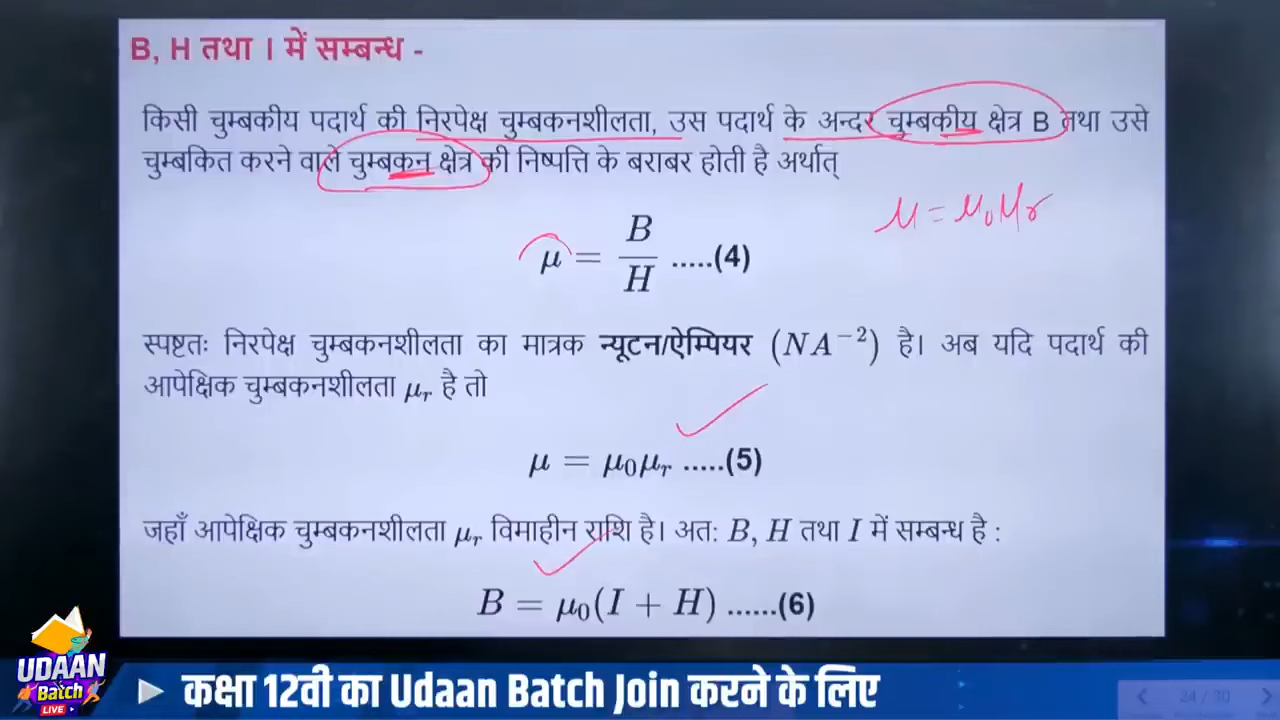 B, H तथा I में सम्बन्ध -
किसी चुम्बकीय पदार्थ की निरपेक्ष चुम्बकनशीलता, उस पदार्थ के अन्दर चुम्बकीय क्षेत्र B तथा उसे
चुम्बकित करने वाले चुम्बकन क्षेत्र की निष्पत्ति के बराबर होती है अर्थात्
μ = μ₀μr
μ = B/H .....(4)
स्पष्टतः निरपेक्ष चुम्बकनशीलता का मात्रक न्यूटन/ऐम्पियर (NA⁻²) है। अब यदि पदार्थ की
आपेक्षिक चुम्बकनशीलता μr है तो
μ = μ₀μr .....(5)
जहाँ आपेक्षिक चुम्बकनशीलता μr विमाहीन राशि है। अत: B, H तथा I में सम्बन्ध है :
B = μ₀(I + H) ......(6)
UDAAN
Batch
LIVE
कक्षा 12वी का Udaan Batch Join करने के लिए
24 / 30